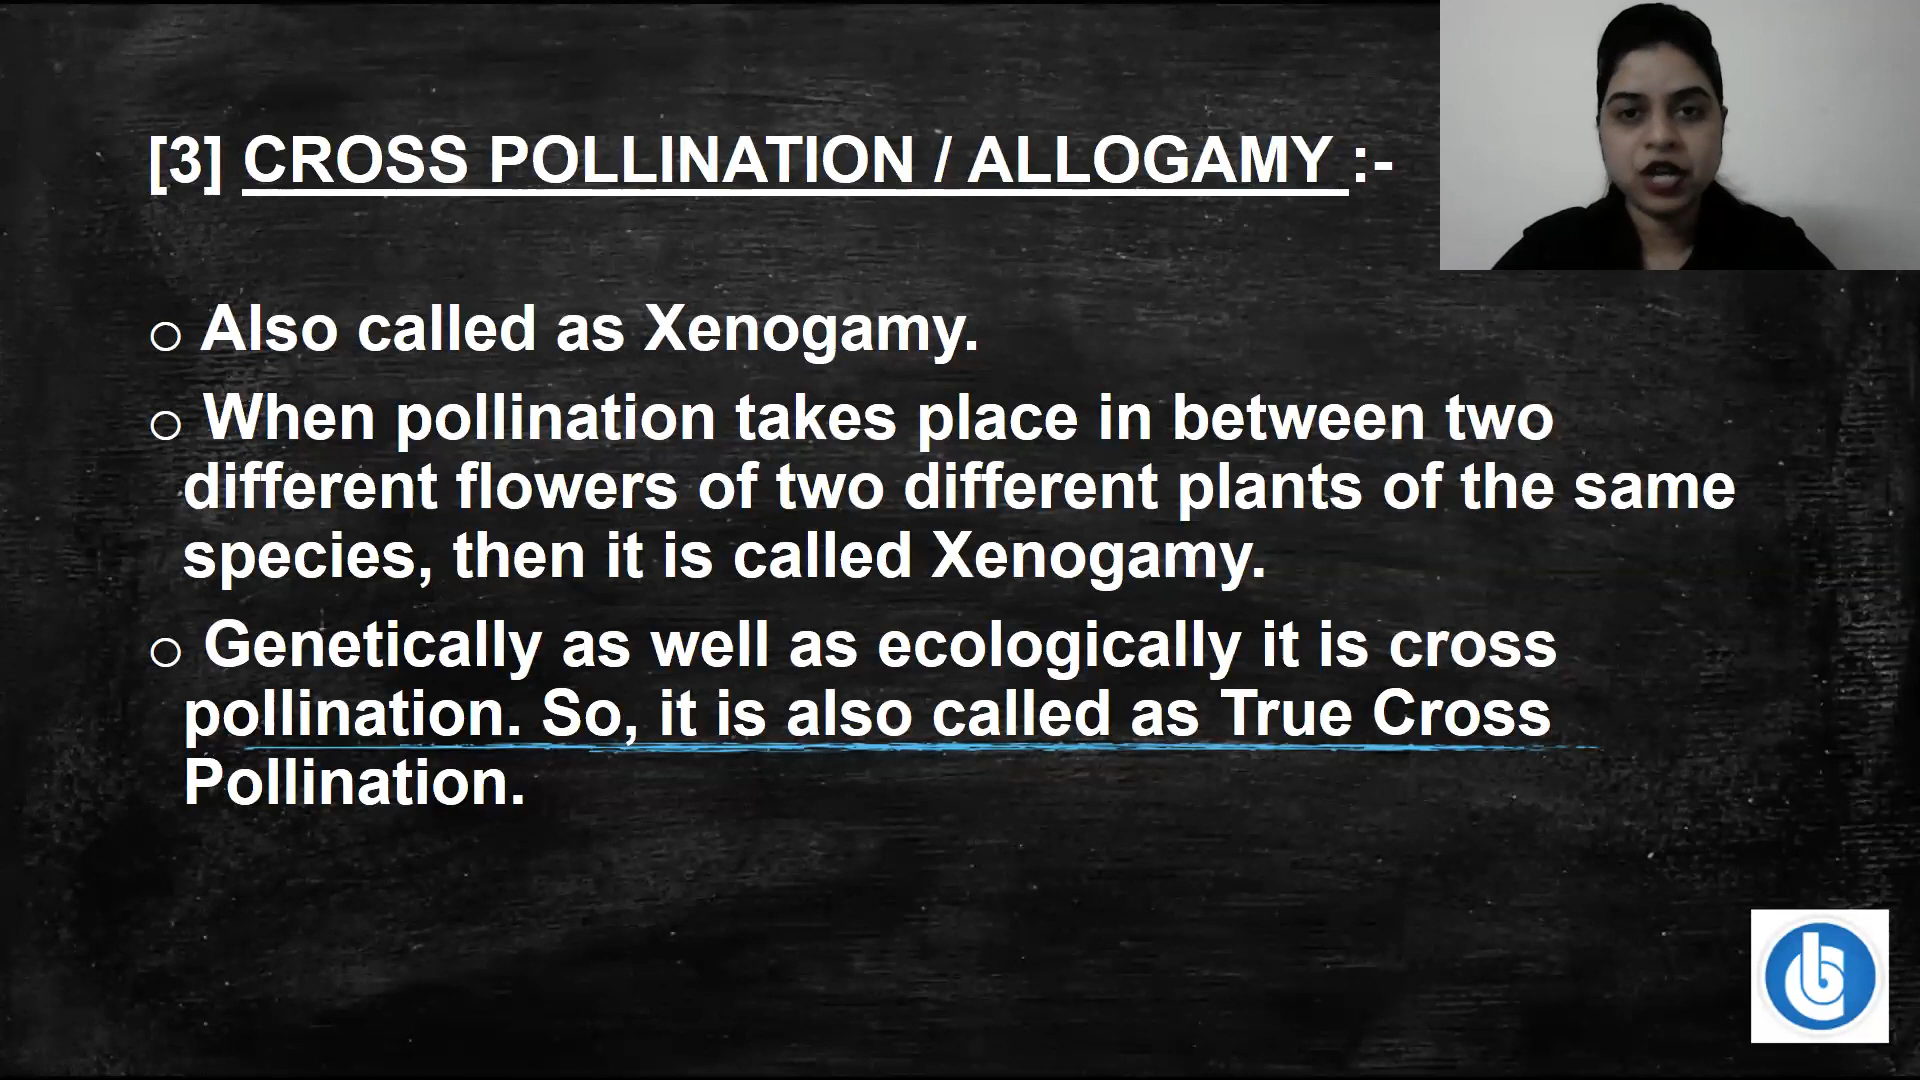 [3] CROSS POLLINATION / ALLOGAMY :-
Also called as Xenogamy.
When pollination takes place in between two
different flowers of two different plants of the same
species, then it is called Xenogamy.
Genetically as well as ecologically it is cross
pollination. So, it is also called as True Cross
Pollination.